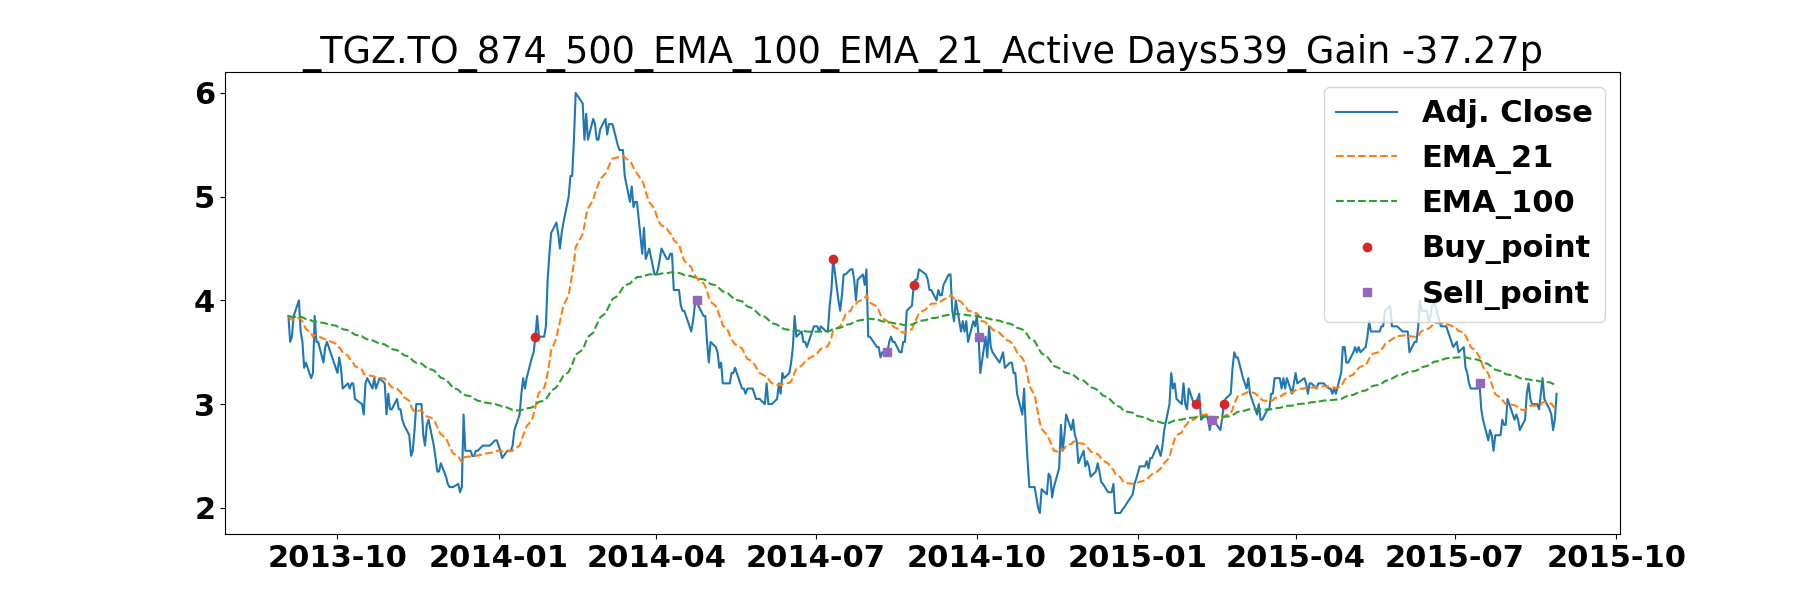 _TGZ.TO_874_500_EMA_100_EMA_21_Active Days539_Gain -37.27p
6
5
4
3
2
Adj. Close
EMA_21
EMA_100
Buy_point
Sell_point
2013-10 2014-01 2014-04 2014-07 2014-10 2015-01 2015-04 2015-07 2015-10